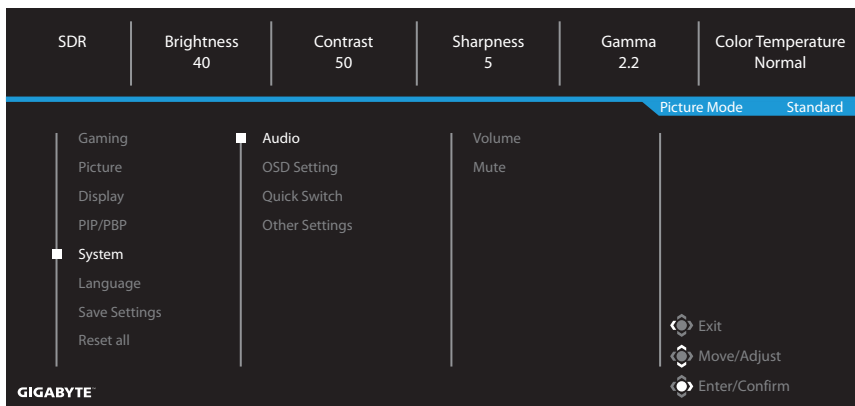 SDR Brightness Contrast Sharpness Gamma Color Temperature
40 50 5 2.2 Normal
Picture Mode Standard
Gaming Audio Volume
Picture OSD Setting Mute
Display Quick Switch
PIP/PBP Other Settings
System
Language
Save Settings
Exit
Reset all
Move/Adjust
GIGABYTE™ Enter/Confirm